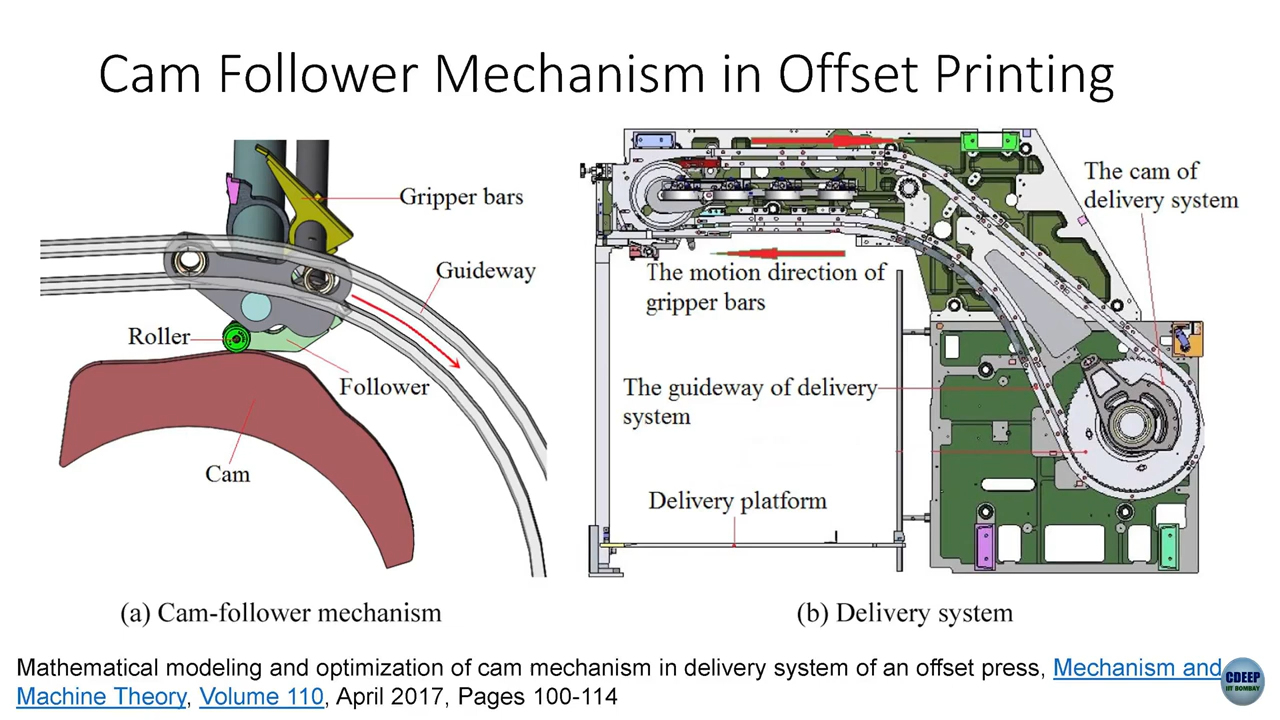 Cam Follower Mechanism in Offset Printing
Gripper bars
Guideway
Roller
Follower
Cam
(a) Cam-follower mechanism
The cam of
delivery system
The motion direction of
gripper bars
The guideway of delivery
system
Delivery platform
(b) Delivery system
Mathematical modeling and optimization of cam mechanism in delivery system of an offset press, Mechanism and
Machine Theory, Volume 110, April 2017, Pages 100-114
CDEEP
IIT BOMBAY